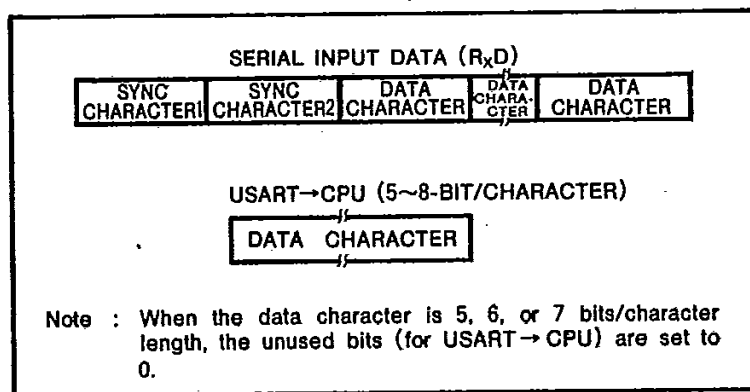 SERIAL INPUT DATA (RxD)
SYNC CHARACTER1 SYNC CHARACTER2 DATA CHARACTER DATA CHARA-CTER DATA CHARACTER
USART→CPU (5~8-BIT/CHARACTER)
DATA CHARACTER
Note : When the data character is 5, 6, or 7 bits/character
length, the unused bits (for USART→CPU) are set to
0.